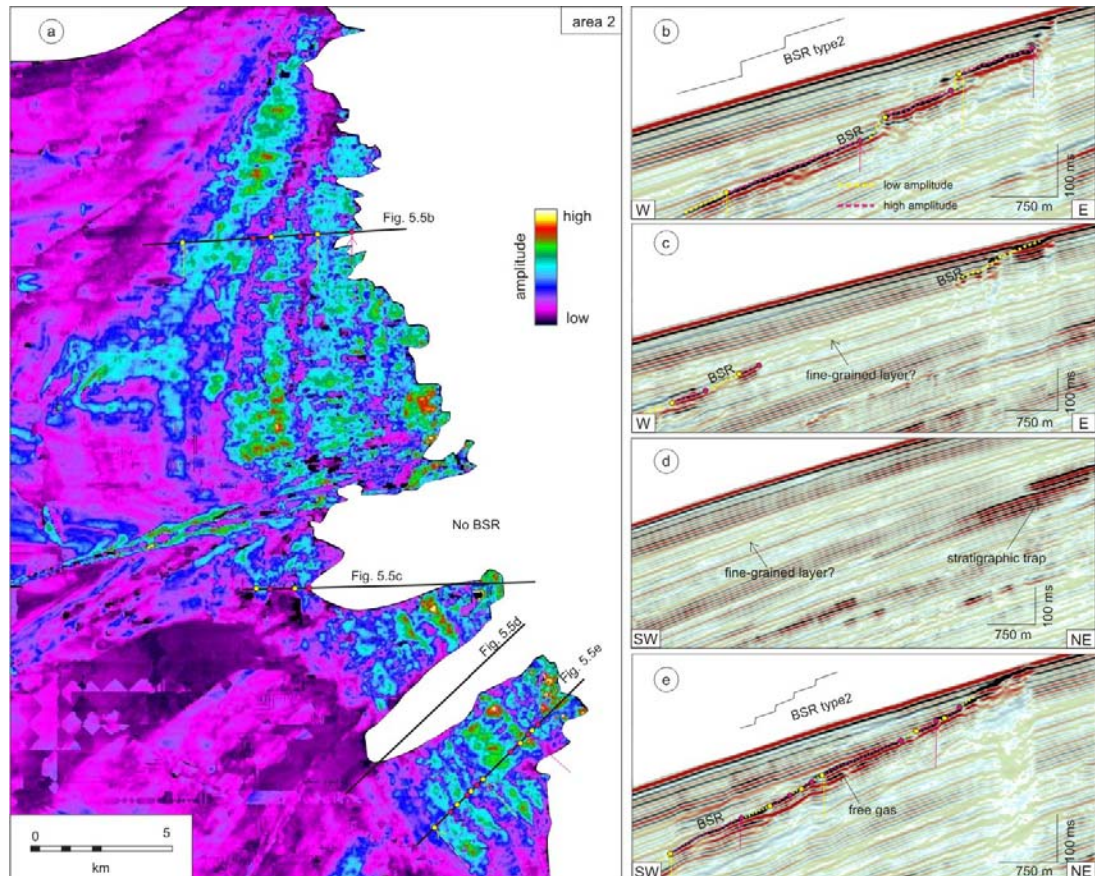 a
area 2
Fig. 5.5b
high
amplitude
low
No BSR
Fig. 5.5c
Fig. 5.5d
Fig. 5.5e
0 5
km
b
BSR type2
BSR
low amplitude
high amplitude
100 ms
750 m
W E
c
BSR
BSR
fine-grained layer?
100 ms
750 m
W E
d
fine-grained layer?
stratigraphic trap
100 ms
750 m
SW NE
e
BSR type2
free gas
BSR
100 ms
750 m
SW NE